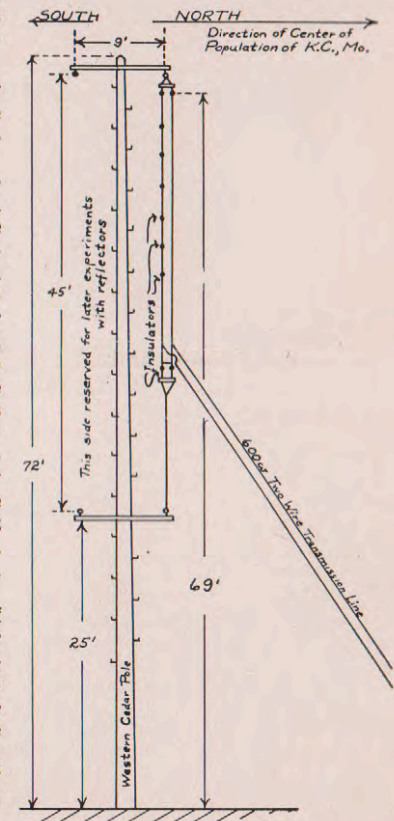 SOUTH
NORTH
9'
Direction of Center of
Population of K.C., Mo.
This side reserved for later experiments
with reflectors
45'
Insulators
72'
600ω Two Wire Transmission Line
69'
25'
Western Cedar Pole